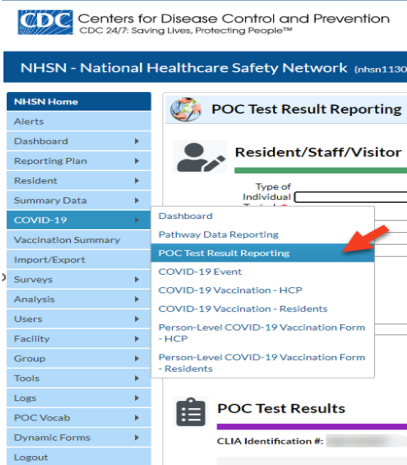 CDC Centers for Disease Control and Prevention
CDC 24/7: Saving Lives, Protecting People™
NHSN - National Healthcare Safety Network (nhsn1130
NHSN Home
Alerts
Dashboard
Reporting Plan
Resident
Summary Data
COVID-19
Vaccination Summary
Import/Export
Surveys
Analysis
Users
Facility
Group
Tools
Logs
POC Vocab
Dynamic Forms
Logout
POC Test Result Reporting
Resident/Staff/Visitor
Type of
Individual
Dashboard
Pathway Data Reporting
POC Test Result Reporting
COVID-19 Event
COVID-19 Vaccination - HCP
COVID-19 Vaccination - Residents
Person-Level COVID-19 Vaccination Form
- HCP
Person-Level COVID-19 Vaccination Form
- Residents
POC Test Results
CLIA Identification #: